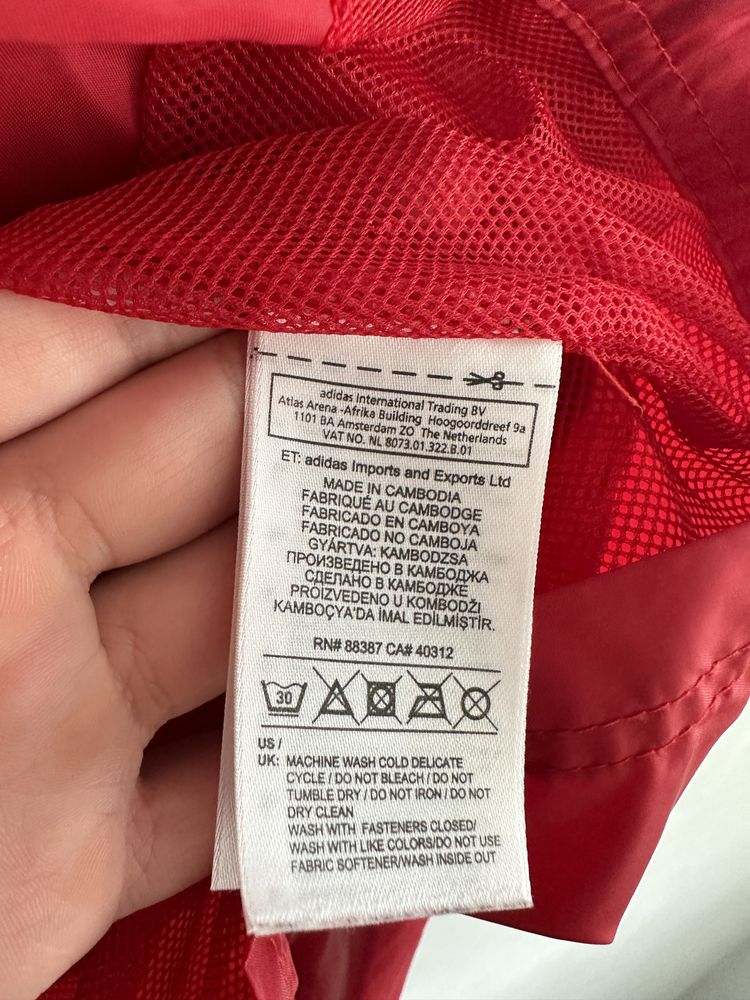 adidas International Trading BV
Atlas Arena -Afrika Building Hoogoorddreef 9a
1101 BA Amsterdam ZO The Netherlands
VAT NO. NL 8073.01.322.B.01
ET: adidas Imports and Exports Ltd
MADE IN CAMBODIA
FABRIQUÉ AU CAMBODGE
FABRICADO EN CAMBOYA
FABRICADO NO CAMBOJA
GYÁRTVA: KAMBODZSA
ПРОИЗВЕДЕНО В КАМБОДЖА
СДЕЛАНО В КАМБОДЖЕ
PROIZVEDENO U KOMBODŽI
KAMBOÇYA'DA İMAL EDİLMİŞTİR.
RN# 88387 CA# 40312
30
US /
UK: MACHINE WASH COLD DELICATE
CYCLE / DO NOT BLEACH / DO NOT
TUMBLE DRY / DO NOT IRON / DO NOT
DRY CLEAN
WASH WITH FASTENERS CLOSED/
WASH WITH LIKE COLORS/DO NOT USE
FABRIC SOFTENER/WASH INSIDE OUT